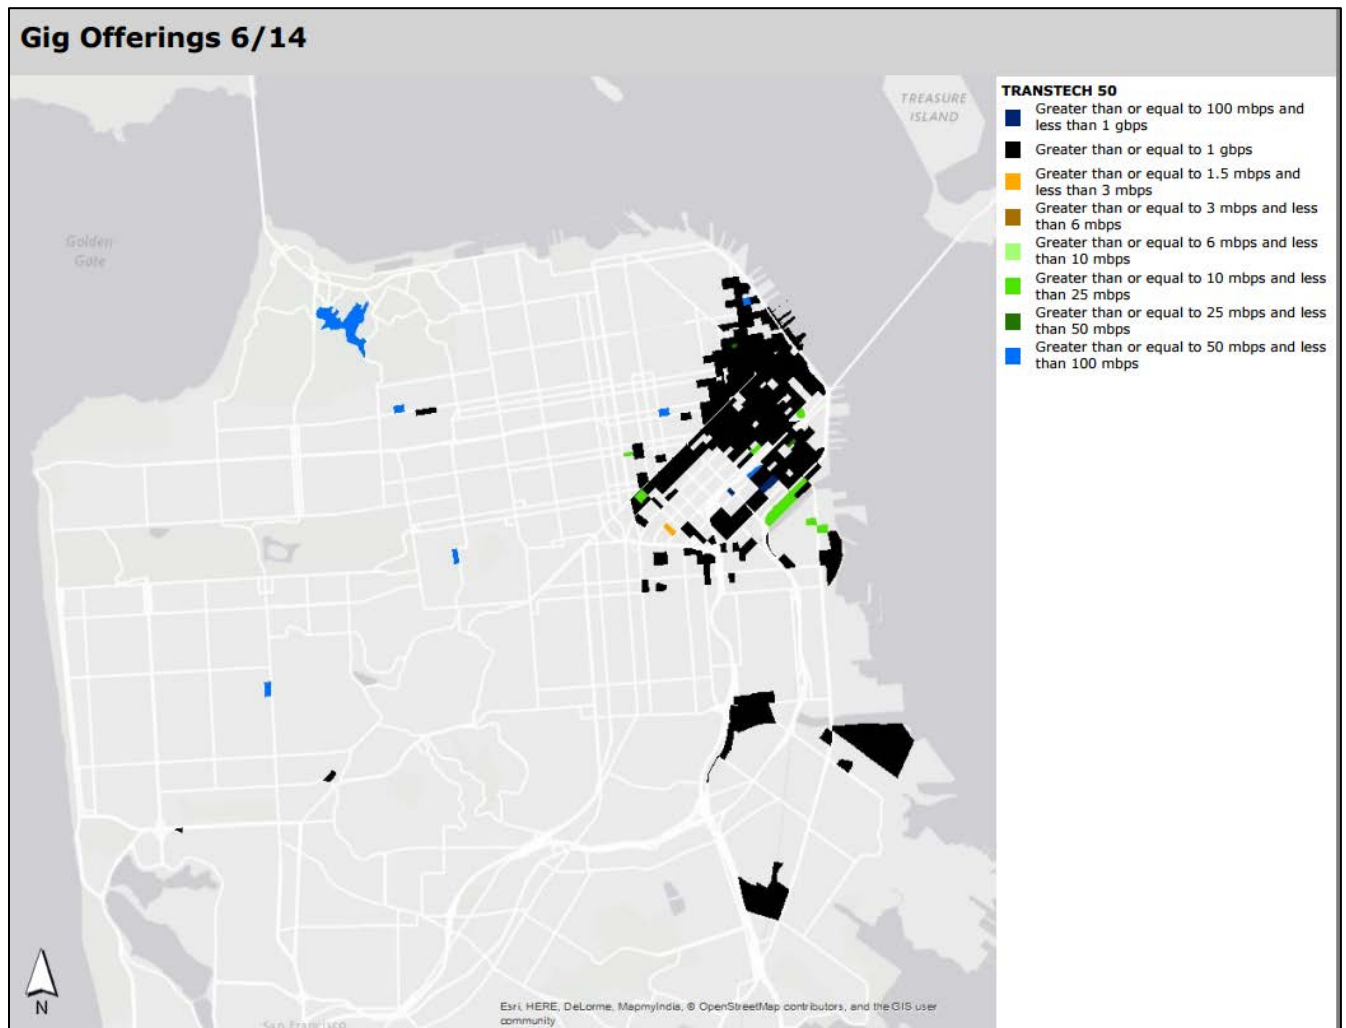 Gig Offerings 6/14
TREASURE
ISLAND
Golden
Gate
TRANSTECH 50
Greater than or equal to 100 mbps and
less than 1 gbps
Greater than or equal to 1 gbps
Greater than or equal to 1.5 mbps and
less than 3 mbps
Greater than or equal to 3 mbps and less
than 6 mbps
Greater than or equal to 6 mbps and less
than 10 mbps
Greater than or equal to 10 mbps and less
than 25 mbps
Greater than or equal to 25 mbps and less
than 50 mbps
Greater than or equal to 50 mbps and less
than 100 mbps
N
Esri, HERE, DeLorme, MapmyIndia, © OpenStreetMap contributors, and the GIS user
community
San Francisco